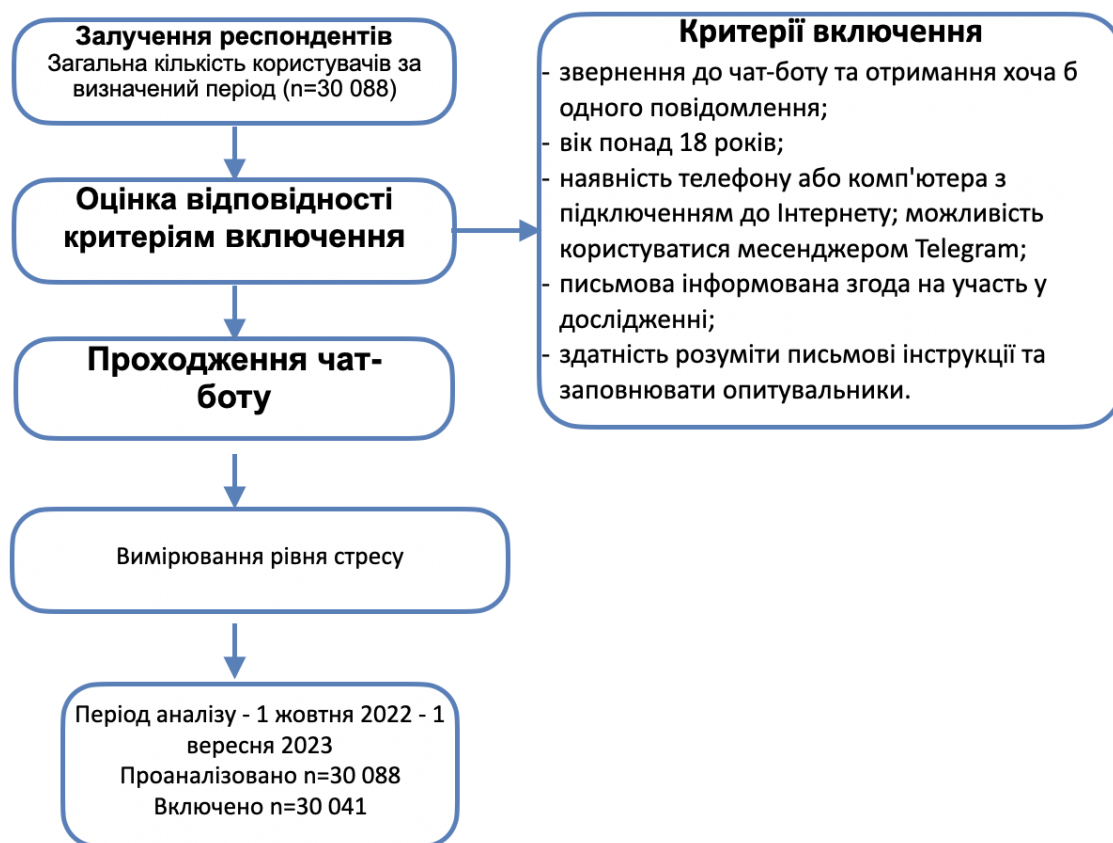 Залучення респондентів
Загальна кількість користувачів за
визначений період (n=30 088)
Оцінка відповідності
критеріям включення
Критерії включення
- звернення до чат-боту та отримання хоча б
одного повідомлення;
- вік понад 18 років;
- наявність телефону або комп'ютера з
підключенням до Інтернету; можливість
користуватися месенджером Telegram;
- письмова інформована згода на участь у
дослідженні;
- здатність розуміти письмові інструкції та
заповнювати опитувальники.
Проходження чат-
боту
Вимірювання рівня стресу
Період аналізу - 1 жовтня 2022 - 1
вересня 2023
Проаналізовано n=30 088
Включено n=30 041